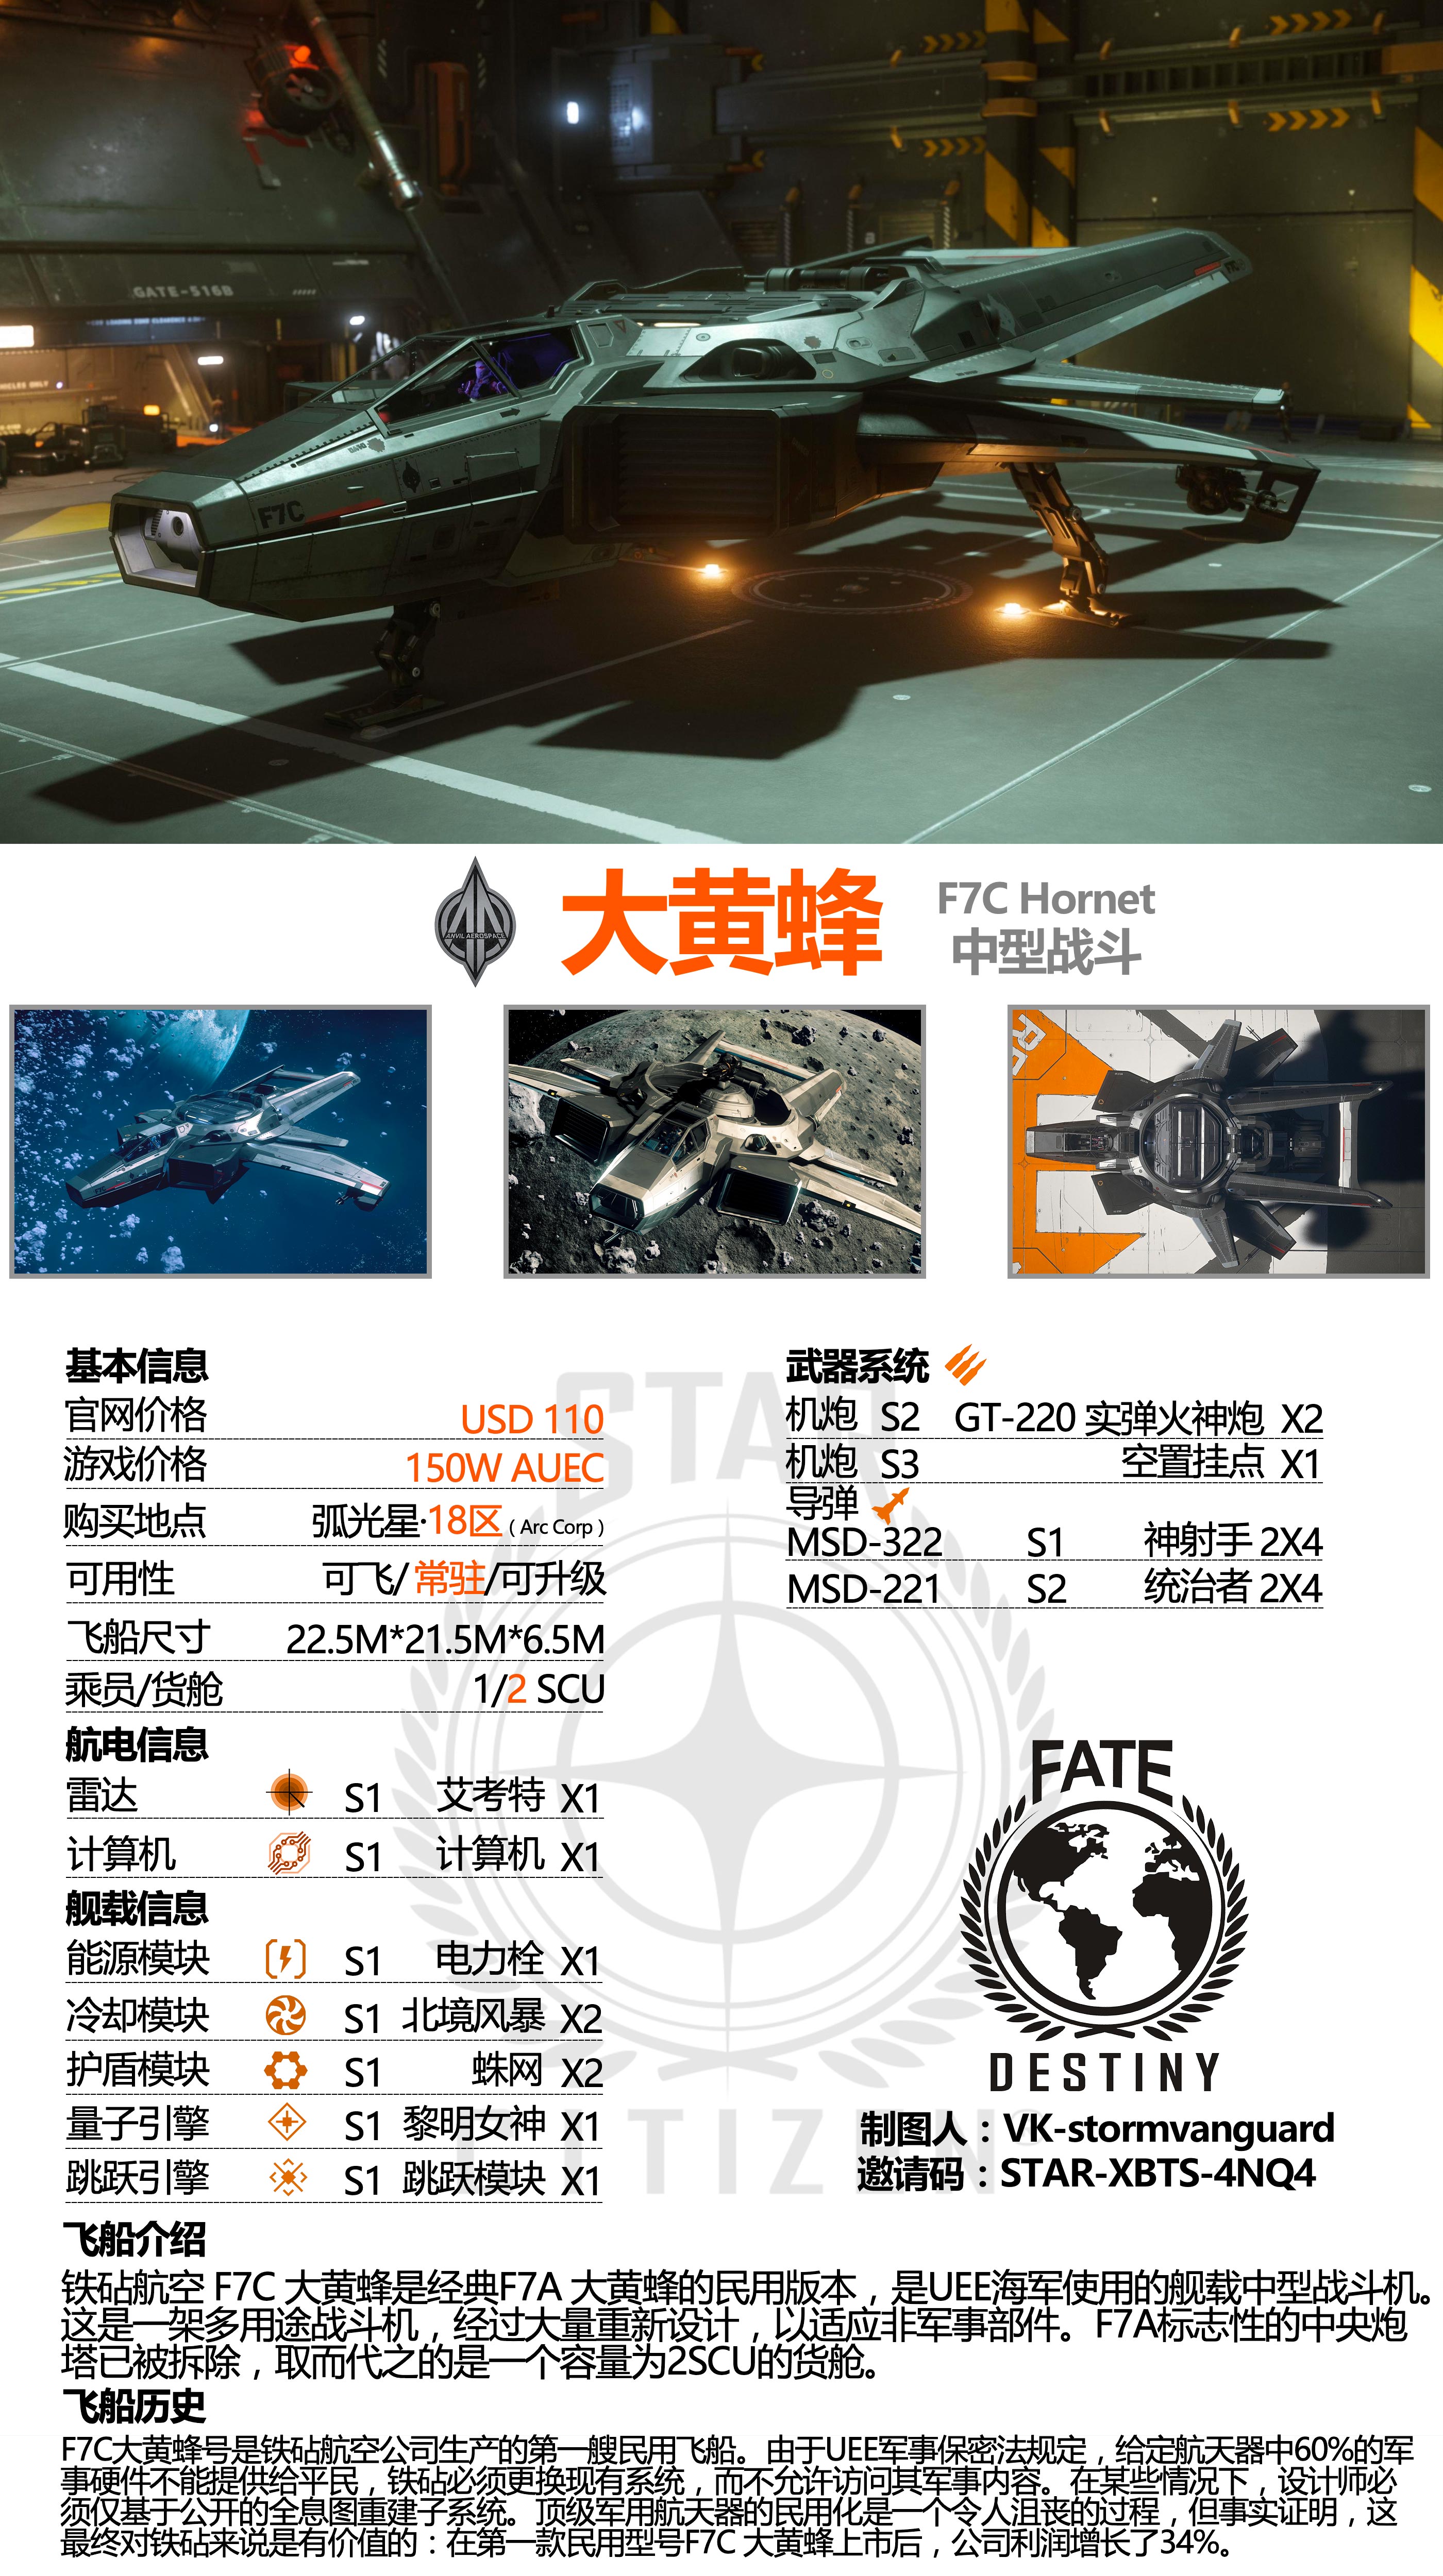 GATE-516B
F7C
F7C
ANVIL AEROSPACE
大黄蜂
F7C Hornet
中型战斗
STAR
CITIZEN
基本信息
官网价格 USD 110
游戏价格 150W AUEC
购买地点 弧光星·18区 ( Arc Corp )
可用性 可飞/常驻/可升级
飞船尺寸 22.5M*21.5M*6.5M
乘员/货舱 1/2 SCU
航电信息
雷达 S1 艾考特 X1
计算机 S1 计算机 X1
舰载信息
能源模块 S1 电力栓 X1
冷却模块 S1 北境风暴 X2
护盾模块 S1 蛛网 X2
量子引擎 S1 黎明女神 X1
跳跃引擎 S1 跳跃模块 X1
武器系统
机炮 S2 GT-220 实弹火神炮 X2
机炮 S3 空置挂点 X1
导弹
MSD-322 S1 神射手 2X4
MSD-221 S2 统治者 2X4
FATE
DESTINY
制图人：VK-stormvanguard
邀请码：STAR-XBTS-4NQ4
飞船介绍
铁砧航空 F7C 大黄蜂是经典F7A 大黄蜂的民用版本，是UEE海军使用的舰载中型战斗机。
这是一架多用途战斗机，经过大量重新设计，以适应非军事部件。F7A标志性的中央炮
塔已被拆除，取而代之的是一个容量为2SCU的货舱。
飞船历史
F7C大黄蜂号是铁砧航空公司生产的第一艘民用飞船。由于UEE军事保密法规定，给定航天器中60%的军
事硬件不能提供给平民，铁砧必须更换现有系统，而不允许访问其军事内容。在某些情况下，设计师必
须仅基于公开的全息图重建子系统。顶级军用航天器的民用化是一个令人沮丧的过程，但事实证明，这
最终对铁砧来说是有价值的：在第一款民用型号F7C 大黄蜂上市后，公司利润增长了34%。